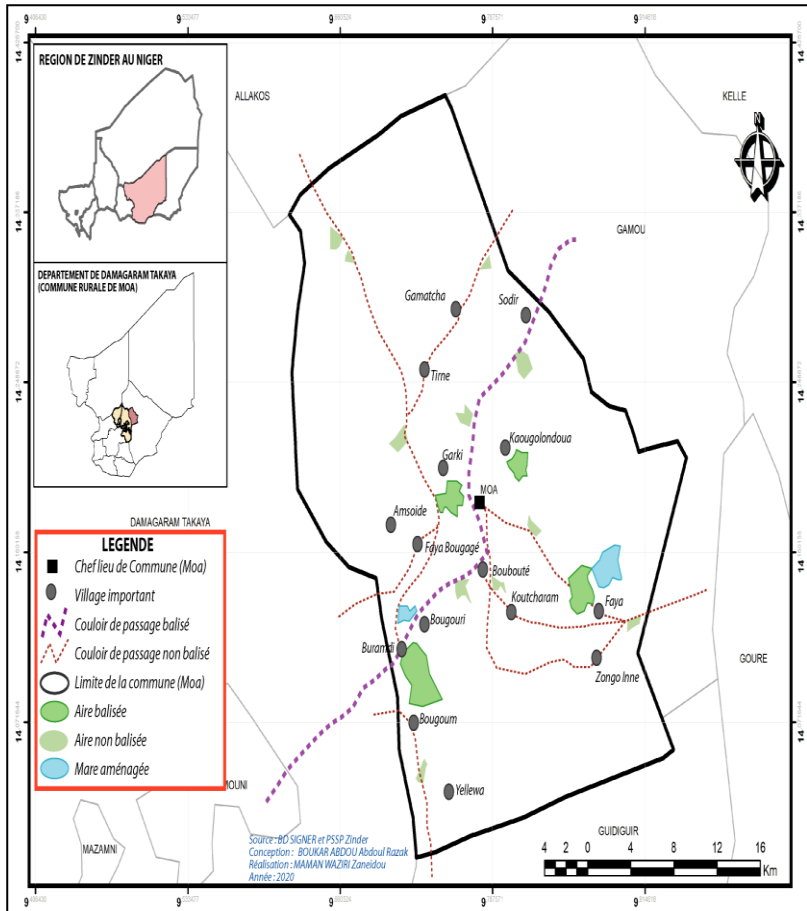 REGION DE ZINDER AU NIGER
DEPARTEMENT DE DAMAGARAM TAKAYA
(COMMUNE RURALE DE MOA)
ALLAKOS
KELLE
N
GAMOU
Gamatcha
Sodir
Tirne
Kaougolondoua
Garki
MOA
Amsoide
DAMAGARAM TAKAYA
Faya Bougagé
Boubouté
Koutcharam
Faya
Bougouri
Buramdi
Zongo Inne
GOURE
Bougoum
Yellewa
MOUNI
MAZAMNI
GUIDIGUIR
LEGENDE
Chef lieu de Commune (Moa)
Village important
Couloir de passage balisé
Couloir de passage non balisé
Limite de la commune (Moa)
Aire balisée
Aire non balisée
Mare aménagée
Source : BD SIGNER et PSSP Zinder
Conception : BOUKAR ABDOU Abdoul Razak
Réalisation : MAMAN WAZIRI Zaneidou
Année : 2020
4 2 0 4 8 12 16
Km